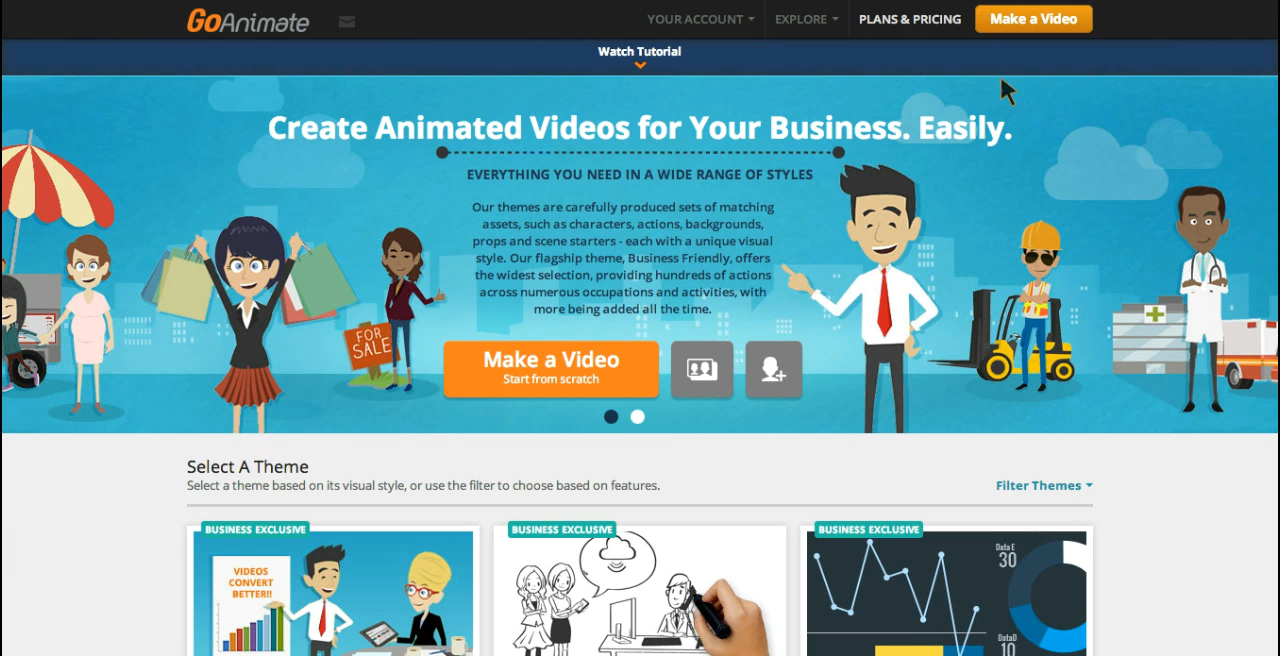 GoAnimate
YOUR ACCOUNT
EXPLORE
PLANS & PRICING
Make a Video
Watch Tutorial
Create Animated Videos for Your Business. Easily.
EVERYTHING YOU NEED IN A WIDE RANGE OF STYLES
Our themes are carefully produced sets of matching
assets, such as characters, actions, backgrounds,
props and scene starters - each with a unique visual
style. Our flagship theme, Business Friendly, offers
the widest selection, providing hundreds of actions
across numerous occupations and activities, with
more being added all the time.
FOR
SALE
Make a Video
Start from scratch
Select A Theme
Select a theme based on its visual style, or use the filter to choose based on features.
Filter Themes
BUSINESS EXCLUSIVE
BUSINESS EXCLUSIVE
BUSINESS EXCLUSIVE
VIDEOS
CONVERT
BETTER!!
Data E
30
DataD
10